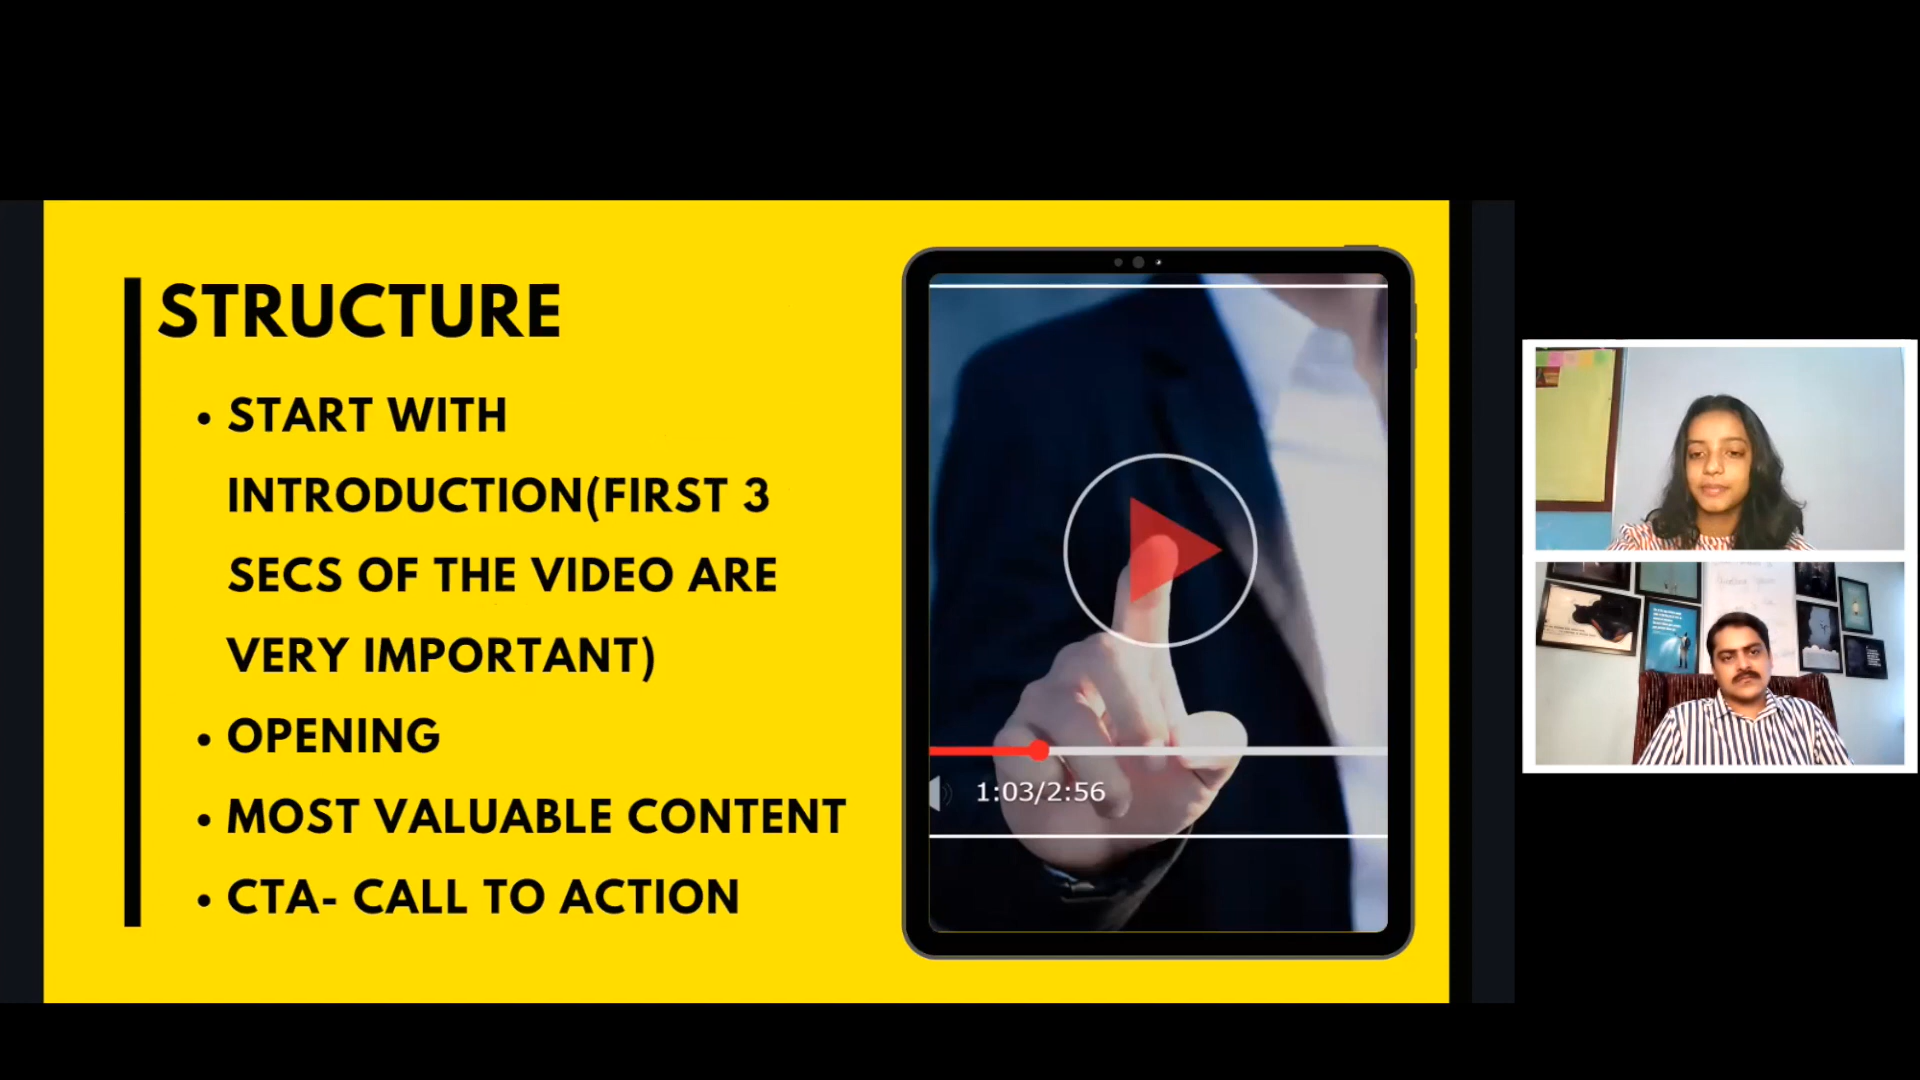 STRUCTURE
• START WITH
INTRODUCTION(FIRST 3
SECS OF THE VIDEO ARE
VERY IMPORTANT)
• OPENING
• MOST VALUABLE CONTENT
• CTA- CALL TO ACTION
1:03/2:56